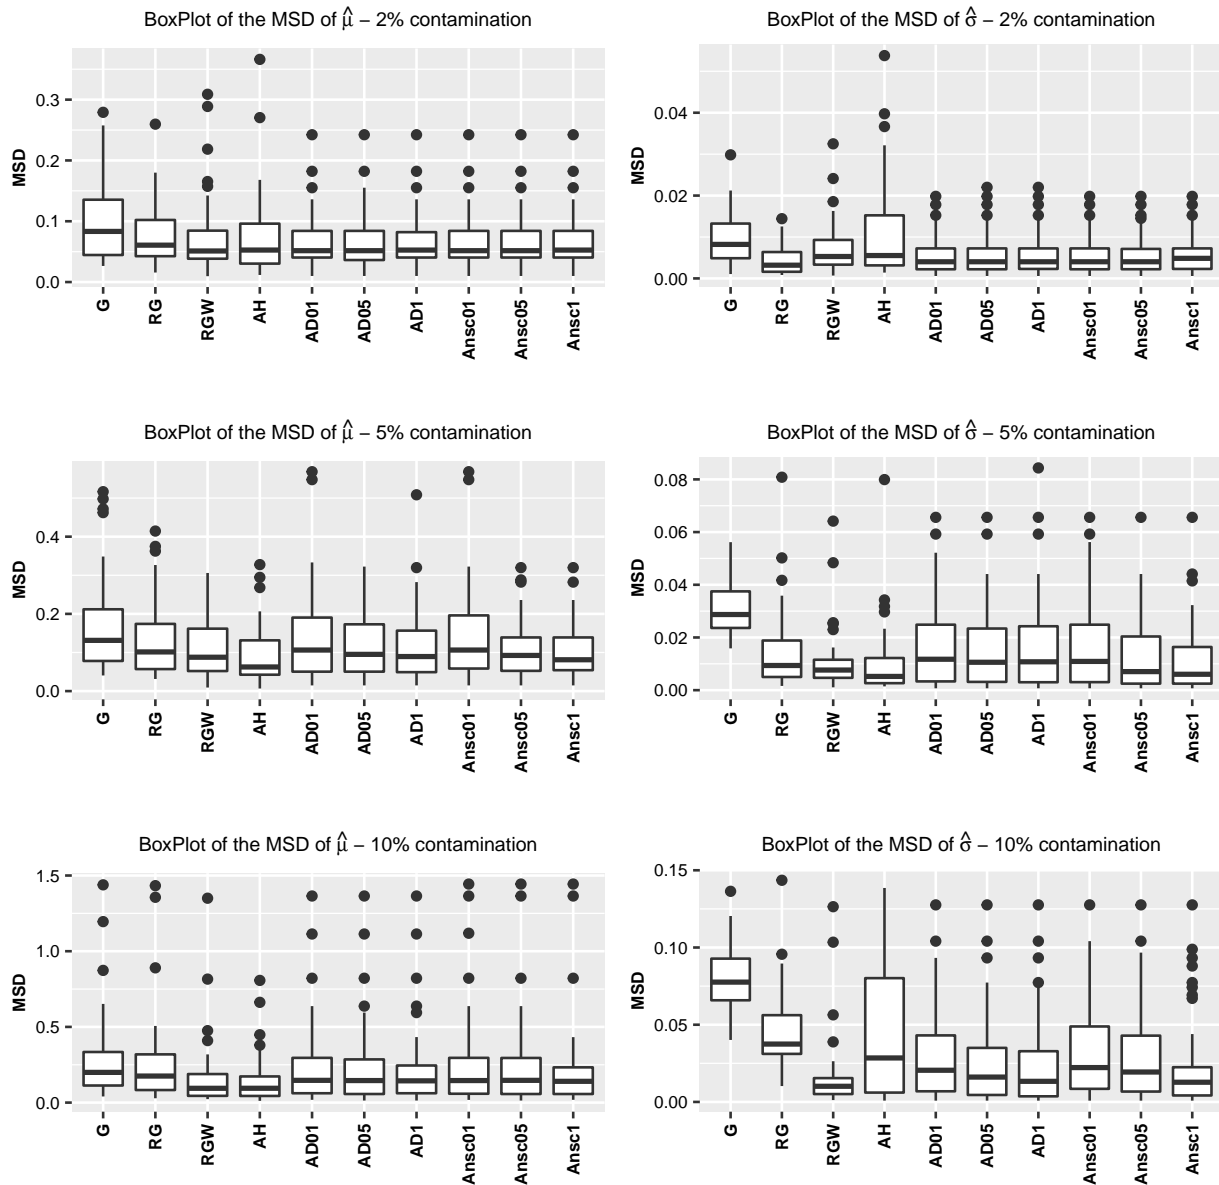 BoxPlot of the MSD of μ̂ – 2% contamination
MSD
0.3
0.2
0.1
0.0
G RG RGW AH AD01 AD05 AD1 Ansc01 Ansc05 Ansc1
BoxPlot of the MSD of σ̂ – 2% contamination
MSD
0.04
0.02
0.00
G RG RGW AH AD01 AD05 AD1 Ansc01 Ansc05 Ansc1
BoxPlot of the MSD of μ̂ – 5% contamination
MSD
0.4
0.2
0.0
G RG RGW AH AD01 AD05 AD1 Ansc01 Ansc05 Ansc1
BoxPlot of the MSD of σ̂ – 5% contamination
MSD
0.08
0.06
0.04
0.02
0.00
G RG RGW AH AD01 AD05 AD1 Ansc01 Ansc05 Ansc1
BoxPlot of the MSD of μ̂ – 10% contamination
MSD
1.5
1.0
0.5
0.0
G RG RGW AH AD01 AD05 AD1 Ansc01 Ansc05 Ansc1
BoxPlot of the MSD of σ̂ – 10% contamination
MSD
0.15
0.10
0.05
0.00
G RG RGW AH AD01 AD05 AD1 Ansc01 Ansc05 Ansc1